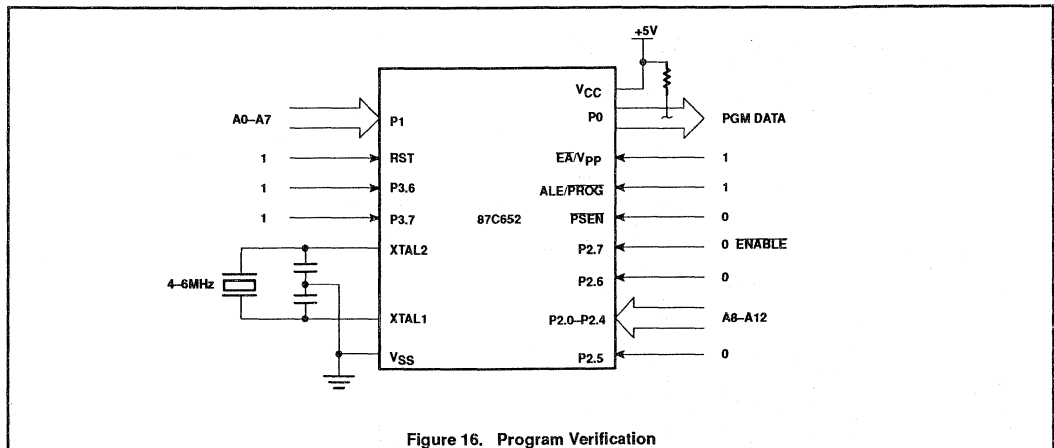 +5V
A0–A7
1
1
1
4–6MHz
P1
RST
P3.6
P3.7
XTAL2
XTAL1
VSS
87C652
VCC
P0
EA/VPP
ALE/PROG
PSEN
P2.7
P2.6
P2.0–P2.4
P2.5
PGM DATA
1
1
0
0 ENABLE
0
A8–A12
0
Figure 16. Program Verification